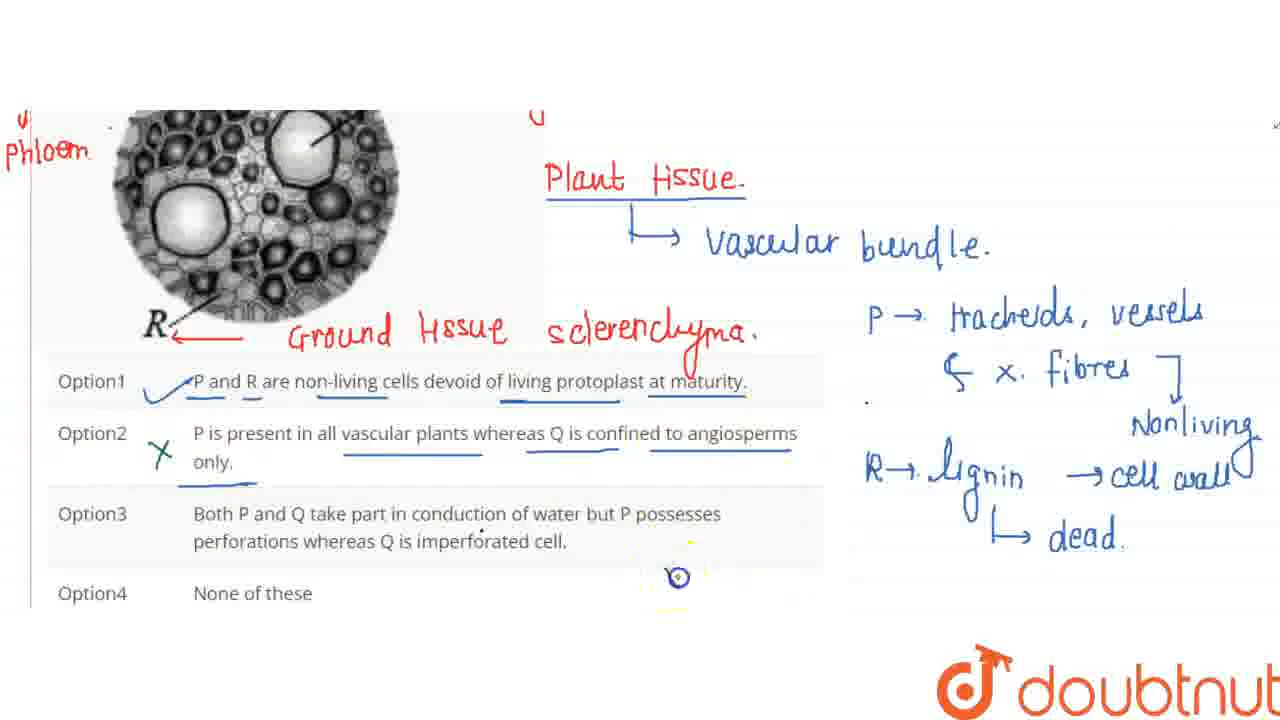 Phloem
Plant tissue.
vascular bundle.
P → tracheids, vessels
x. fibres
R
Ground tissue sclerenchyma.
Option1 P and R are non-living cells devoid of living protoplast at maturity.
Nonliving
Option2 P is present in all vascular plants whereas Q is confined to angiosperms
only.
R → lignin → cell wall
Option3 Both P and Q take part in conduction of water but P possesses
perforations whereas Q is imperforated cell.
dead.
Option4 None of these
doubtnut